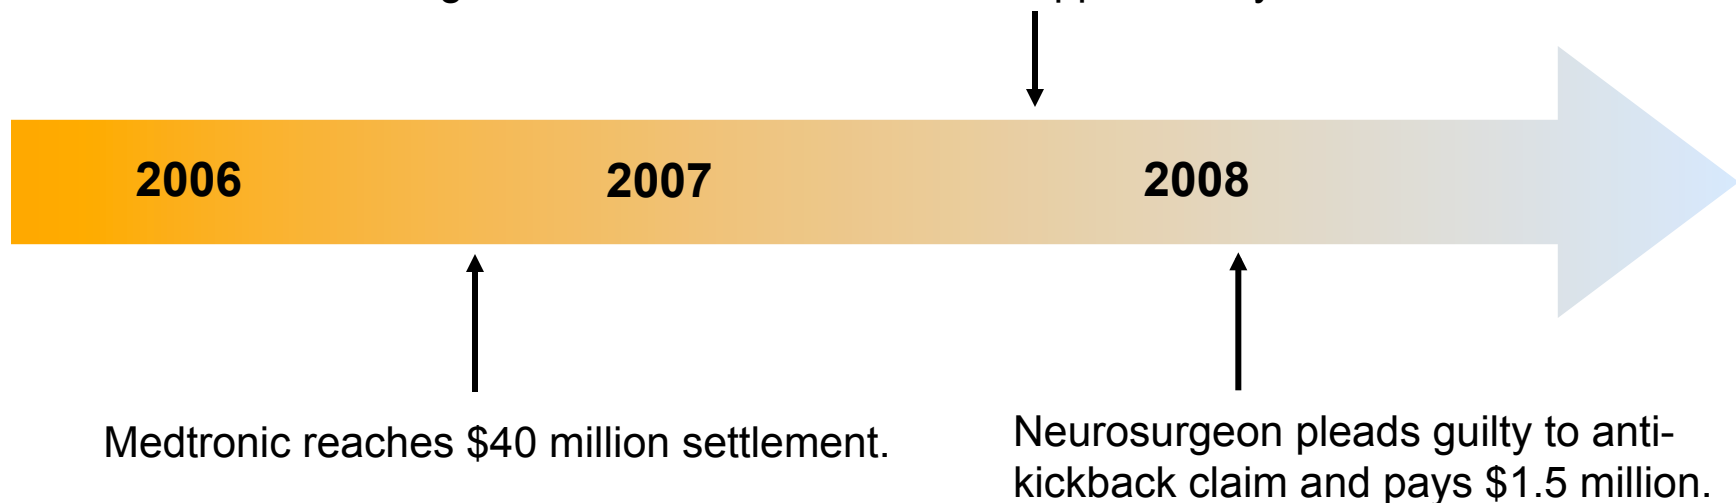 2006 2007 2008
Medtronic reaches $40 million settlement.
Neurosurgeon pleads guilty to anti-
kickback claim and pays $1.5 million.